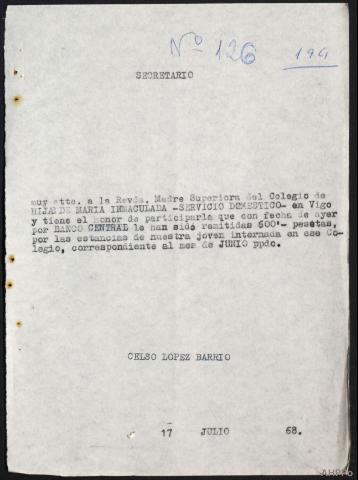 Nº 126
191
SECRETARIO
muy atte. a la Revda. Madre Superiora del Colegio de
HIJAS DE MARIA INMACULADA -SERVICIO DOMESTICO- en Vigo
y tiene el honor de participarla que con fecha de ayer
por BANCO CENTRAL le han sido remitidas 600'- pesetas,
por las estancias de nuestra joven internada en ese Co-
legio, correspondiente al mes de JUNIO ppdo.
CELSO LOPEZ BARRIO
17 JULIO 68.